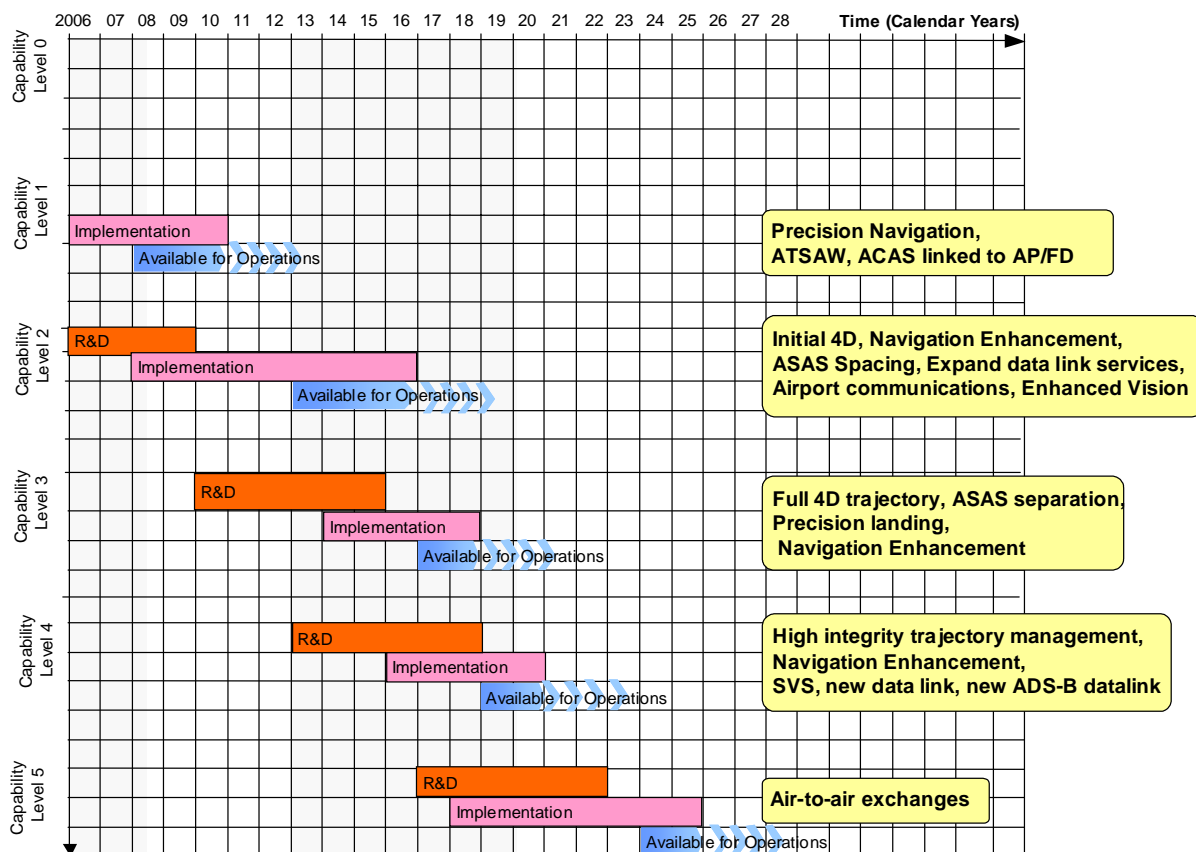 2006 07 08 09 10 11 12 13 14 15 16 17 18 19 20 21 22 23 24 25 26 27 28 Time (Calendar Years)
Capability
Level 0
Capability
Level 1
Implementation
Available for Operations
Precision Navigation,
ATSAW, ACAS linked to AP/FD
Capability
Level 2
R&D
Implementation
Available for Operations
Initial 4D, Navigation Enhancement,
ASAS Spacing, Expand data link services,
Airport communications, Enhanced Vision
Capability
Level 3
R&D
Implementation
Available for Operations
Full 4D trajectory, ASAS separation,
Precision landing,
Navigation Enhancement
Capability
Level 4
R&D
Implementation
Available for Operations
High integrity trajectory management,
Navigation Enhancement,
SVS, new data link, new ADS-B datalink
Capability
Level 5
R&D
Implementation
Available for Operations
Air-to-air exchanges